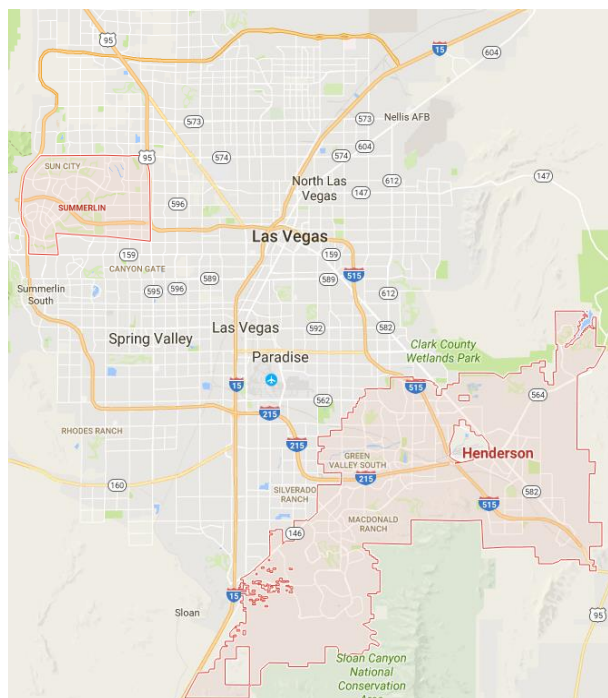 95
15
604
573
573
Nellis AFB
604
95
574
574
SUN CITY
North Las
Vegas
612
147
147
SUMMERLIN
596
Las Vegas
159
159
CANYON GATE
515
589
589
595
596
612
Summerlin
South
Las Vegas
592
582
Spring Valley
Paradise
Clark County
Wetlands Park
15
515
564
562
215
RHODES RANCH
215
GREEN
VALLEY SOUTH
Henderson
215
160
SILVERADO
RANCH
582
515
MACDONALD
RANCH
146
15
Sloan
95
Sloan Canyon
National
Conservation